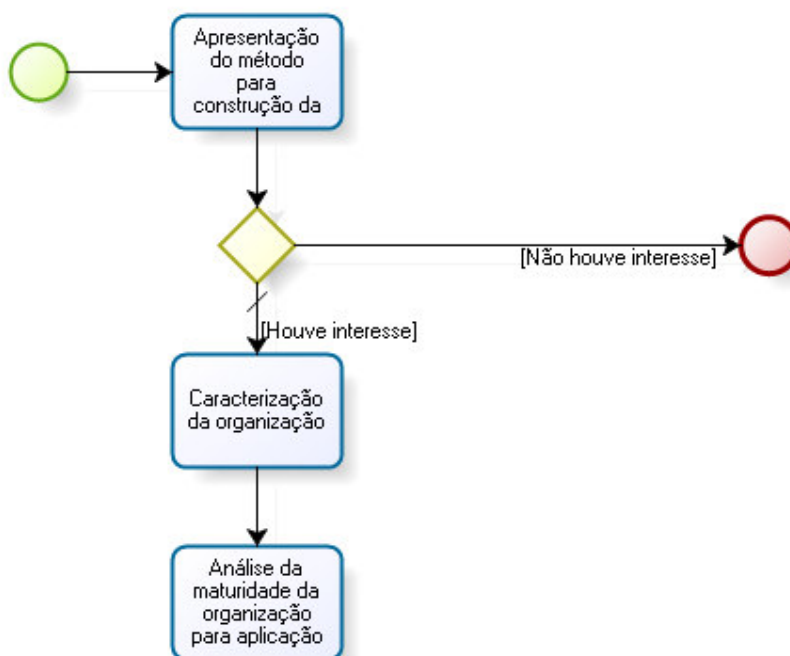 Apresentação
do método
para
construção da
[Não houve interesse]
[Houve interesse]
Caracterização
da organização
Análise da
maturidade da
organização
para aplicação